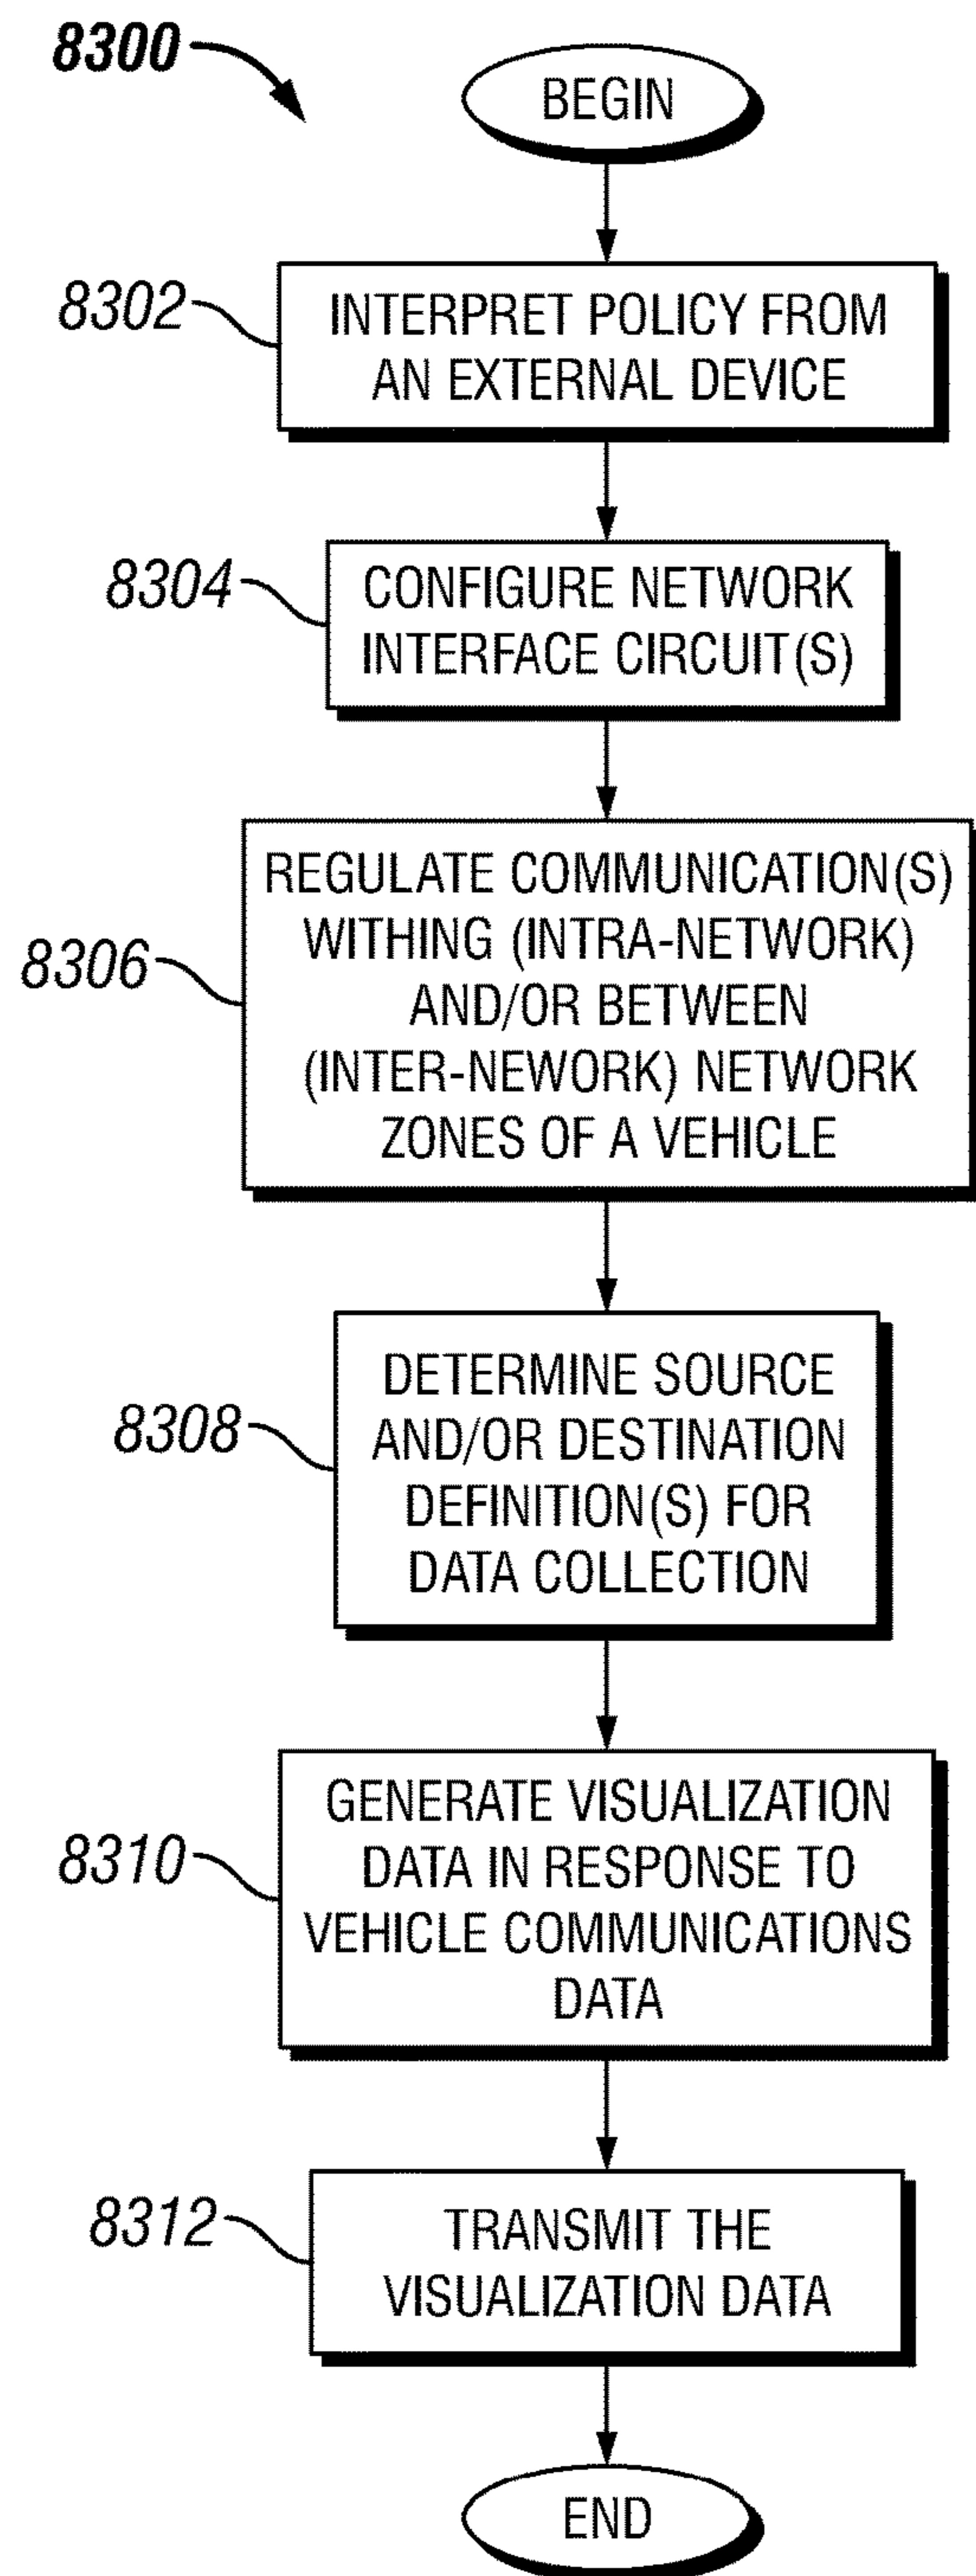 8300
BEGIN
8302
INTERPRET POLICY FROM
AN EXTERNAL DEVICE
8304
CONFIGURE NETWORK
INTERFACE CIRCUIT(S)
8306
REGULATE COMMUNICATION(S)
WITHING (INTRA-NETWORK)
AND/OR BETWEEN
(INTER-NEWORK) NETWORK
ZONES OF A VEHICLE
8308
DETERMINE SOURCE
AND/OR DESTINATION
DEFINITION(S) FOR
DATA COLLECTION
8310
GENERATE VISUALIZATION
DATA IN RESPONSE TO
VEHICLE COMMUNICATIONS
DATA
8312
TRANSMIT THE
VISUALIZATION DATA
END